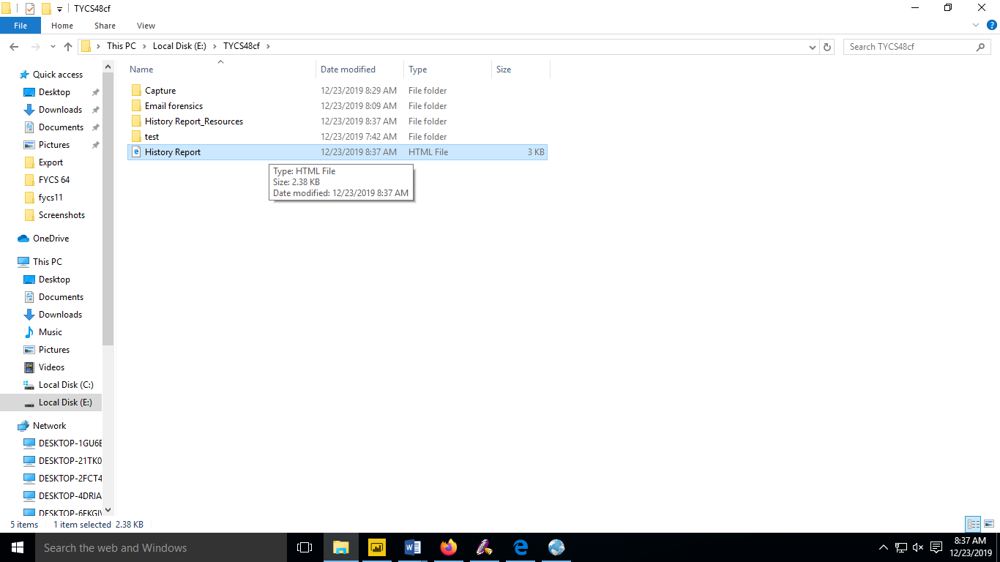 TYCS48cf
File Home Share View
This PC Local Disk (E:) TYCS48cf
Search TYCS48cf
Name Date modified Type Size
Quick access
Desktop
Downloads
Documents
Pictures
Export
FYCS 64
fycs11
Screenshots
OneDrive
This PC
Desktop
Documents
Downloads
Music
Pictures
Videos
Local Disk (C:)
Local Disk (E:)
Network
DESKTOP-1GU6E
DESKTOP-21TK0
DESKTOP-2FCT4
DESKTOP-4DRIA
Capture 12/23/2019 8:29 AM File folder
Email forensics 12/23/2019 8:09 AM File folder
History Report_Resources 12/23/2019 8:37 AM File folder
test 12/23/2019 7:42 AM File folder
History Report 12/23/2019 8:37 AM HTML File 3 KB
Type: HTML File
Size: 2.38 KB
Date modified: 12/23/2019 8:37 AM
5 items 1 item selected 2.38 KB
Search the web and Windows
8:37 AM
12/23/2019